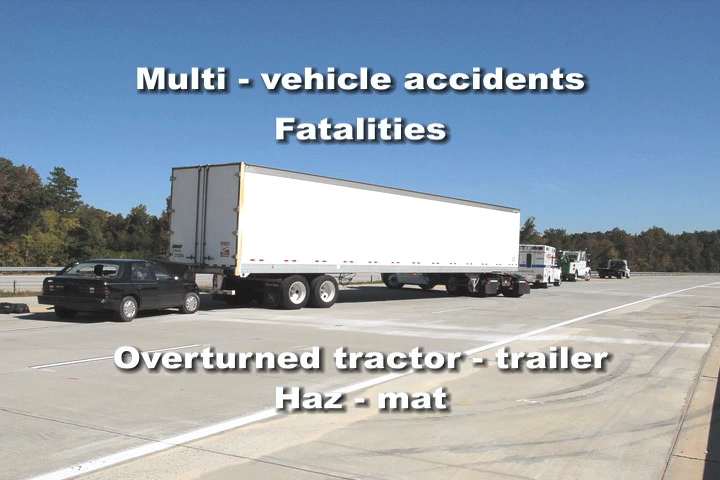 Multi - vehicle accidents
Fatalities
Overturned tractor - trailer
Haz - mat